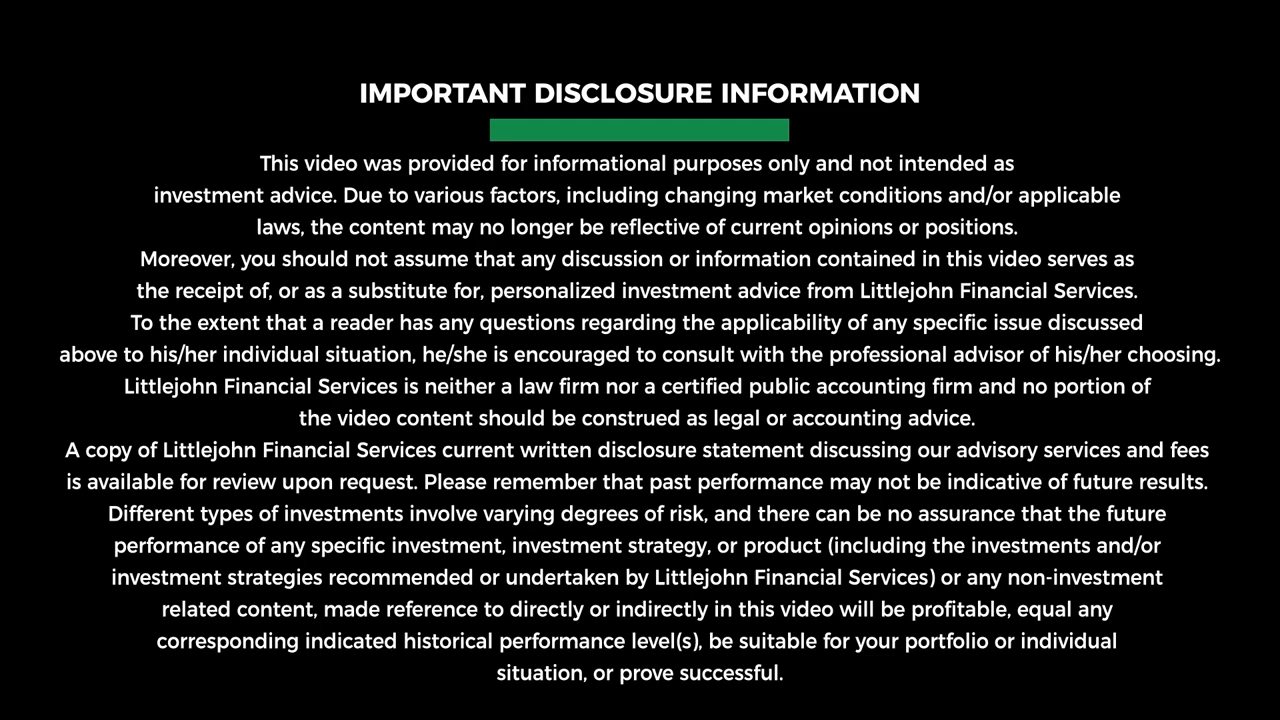 IMPORTANT DISCLOSURE INFORMATION
This video was provided for informational purposes only and not intended as
investment advice. Due to various factors, including changing market conditions and/or applicable
laws, the content may no longer be reflective of current opinions or positions.
Moreover, you should not assume that any discussion or information contained in this video serves as
the receipt of, or as a substitute for, personalized investment advice from Littlejohn Financial Services.
To the extent that a reader has any questions regarding the applicability of any specific issue discussed
above to his/her individual situation, he/she is encouraged to consult with the professional advisor of his/her choosing.
Littlejohn Financial Services is neither a law firm nor a certified public accounting firm and no portion of
the video content should be construed as legal or accounting advice.
A copy of Littlejohn Financial Services current written disclosure statement discussing our advisory services and fees
is available for review upon request. Please remember that past performance may not be indicative of future results.
Different types of investments involve varying degrees of risk, and there can be no assurance that the future
performance of any specific investment, investment strategy, or product (including the investments and/or
investment strategies recommended or undertaken by Littlejohn Financial Services) or any non-investment
related content, made reference to directly or indirectly in this video will be profitable, equal any
corresponding indicated historical performance level(s), be suitable for your portfolio or individual
situation, or prove successful.